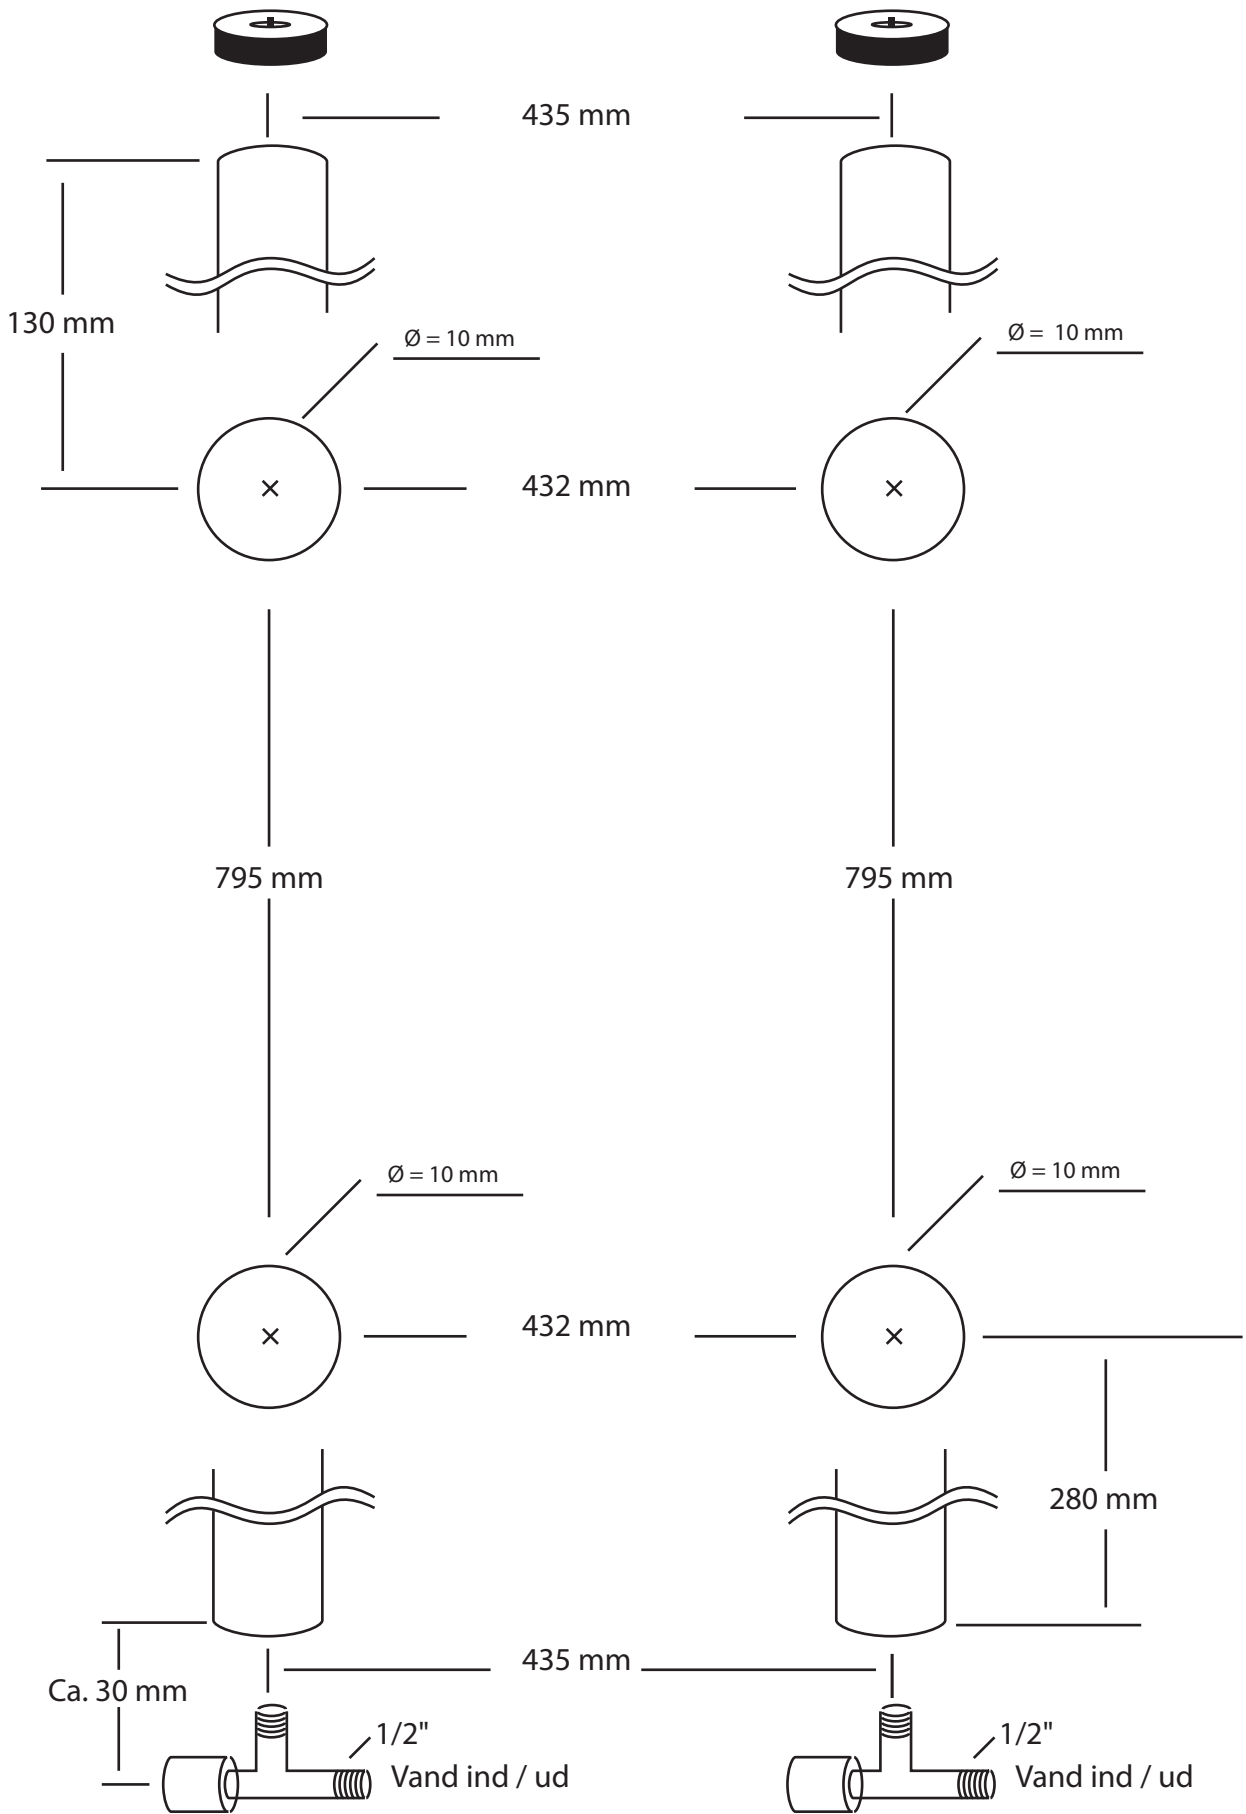 435 mm
130 mm
Ø = 10 mm
Ø =  10 mm
432 mm
795 mm
795 mm
Ø = 10 mm
Ø = 10 mm
432 mm
280 mm
435 mm
Ca. 30 mm
1/2"
Vand ind / ud
1/2"
Vand ind / ud